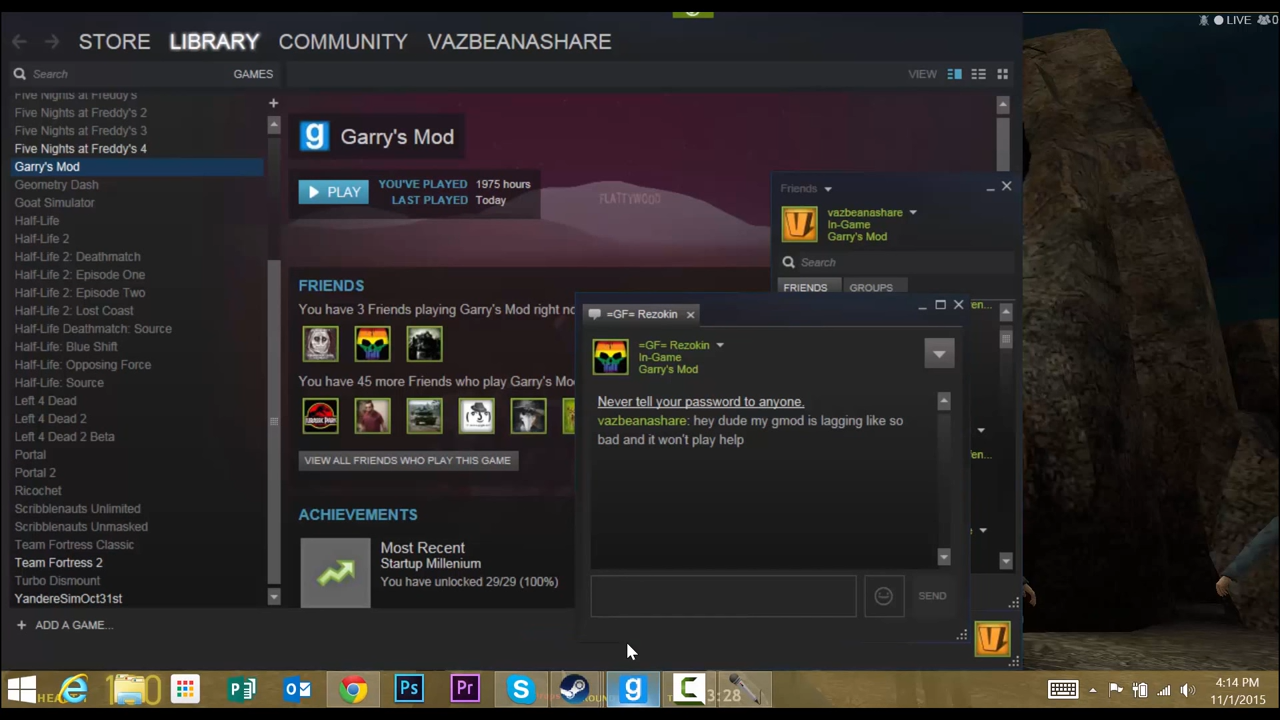 LIVE 0
STORE LIBRARY COMMUNITY VAZBEANASHARE
Search GAMES VIEW
Five Nights at Freddy's
Five Nights at Freddy's 2
Five Nights at Freddy's 3
Five Nights at Freddy's 4
Garry's Mod
Geometry Dash
Goat Simulator
Half-Life
Half-Life 2
Half-Life 2: Deathmatch
Half-Life 2: Episode One
Half-Life 2: Episode Two
Half-Life 2: Lost Coast
Half-Life Deathmatch: Source
Half-Life: Blue Shift
Half-Life: Opposing Force
Half-Life: Source
Left 4 Dead
Left 4 Dead 2
Left 4 Dead 2 Beta
Portal
Portal 2
Ricochet
Scribblenauts Unlimited
Scribblenauts Unmasked
Team Fortress Classic
Team Fortress 2
Turbo Dismount
YandereSimOct31st
+ ADD A GAME...
g Garry's Mod
PLAY
YOU'VE PLAYED 1975 hours
LAST PLAYED Today
FLATTYWOOD
FRIENDS
You have 3 Friends playing Garry's Mod right no
You have 45 more Friends who play Garry's Mo
VIEW ALL FRIENDS WHO PLAY THIS GAME
ACHIEVEMENTS
Most Recent
Startup Millenium
You have unlocked 29/29 (100%)
Friends
vazbeanashare
In-Game
Garry's Mod
Search
FRIENDS GROUPS
en...
en...
=GF= Rezokin
=GF= Rezokin
In-Game
Garry's Mod
Never tell your password to anyone.
vazbeanashare: hey dude my gmod is lagging like so
bad and it won't play help
SEND
Ps Pr 3:28
4:14 PM
11/1/2015